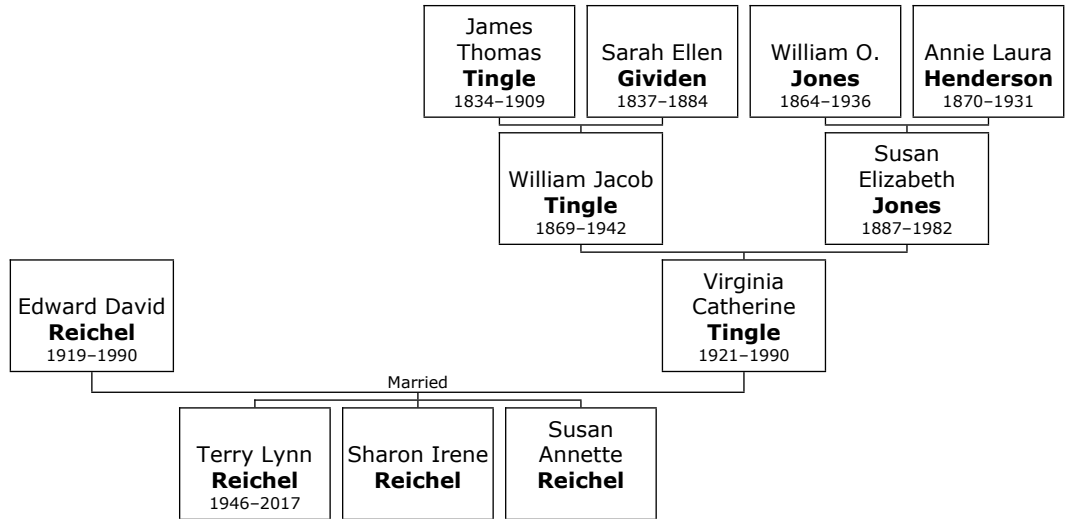 James
Thomas
Tingle
1834–1909
Sarah Ellen
Gividen
1837–1884
William O.
Jones
1864–1936
Annie Laura
Henderson
1870–1931
William Jacob
Tingle
1869–1942
Susan
Elizabeth
Jones
1887–1982
Edward David
Reichel
1919–1990
Virginia
Catherine
Tingle
1921–1990
Married
Terry Lynn
Reichel
1946–2017
Sharon Irene
Reichel
Susan
Annette
Reichel